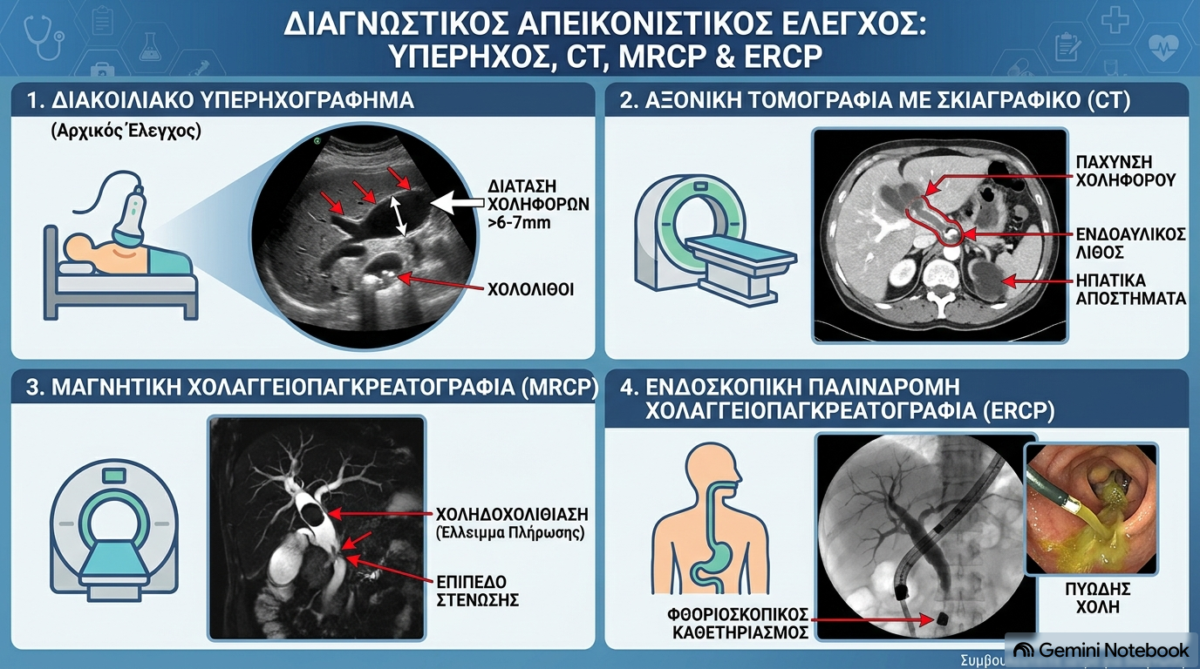 ΔΙΑΓΝΩΣΤΙΚΟΣ ΑΠΕΙΚΟΝΙΣΤΙΚΟΣ ΕΛΕΓΧΟΣ:
ΥΠΕΡΗΧΟΣ, CT, MRCP & ERCP
1. ΔΙΑΚΟΙΛΙΑΚΟ ΥΠΕΡΗΧΟΓΡΑΦΗΜΑ
(Αρχικός Έλεγχος)
ΔΙΑΤΑΣΗ
ΧΟΛΗΦΟΡΩΝ
>6-7mm
ΧΟΛΟΛΙΘΟΙ
2. ΑΞΟΝΙΚΗ ΤΟΜΟΓΡΑΦΙΑ ΜΕ ΣΚΙΑΓΡΑΦΙΚΟ (CT)
ΠΑΧΥΝΣΗ
ΧΟΛΗΦΟΡΟΥ
ΕΝΔΟΑΥΛΙΚΟΣ
ΛΙΘΟΣ
ΗΠΑΤΙΚΑ
ΑΠΟΣΤΗΜΑΤΑ
3. ΜΑΓΝΗΤΙΚΗ ΧΟΛΑΓΓΕΙΟΠΑΓΚΡΕΑΤΟΓΡΑΦΙΑ (MRCP)
ΧΟΛΗΔΟΧΟΛΙΘΙΑΣΗ
(Έλλειμμα Πλήρωσης)
ΕΠΙΠΕΔΟ
ΣΤΕΝΩΣΗΣ
4. ΕΝΔΟΣΚΟΠΙΚΗ ΠΑΛΙΝΔΡΟΜΗ
ΧΟΛΑΓΓΕΙΟΠΑΓΚΡΕΑΤΟΓΡΑΦΙΑ (ERCP)
ΦΘΟΡΙΟΣΚΟΠΙΚΟΣ
ΚΑΘΕΤΗΡΙΑΣΜΟΣ
ΠΥΩΔΗΣ
ΧΟΛΗ
Gemini Notebook